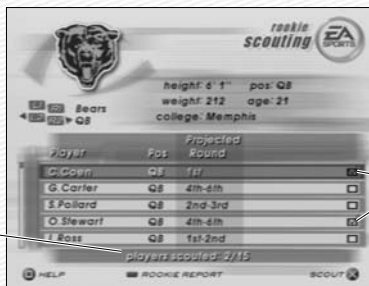 rookie
scouting
EA
SPORTS
height: 6' 1" pos: QB
weight: 212 age: 21
college: Memphis
Bears
QB
Projected
Player Pos Round
C.Coen QB 1st
G.Carter QB 4th-6th
S.Pollard QB 2nd-3rd
O.Stewart QB 4th-6th
Ross QB 1st-2nd
players scouted: 2/15
HELP ROOKIE REPORT SCOUT